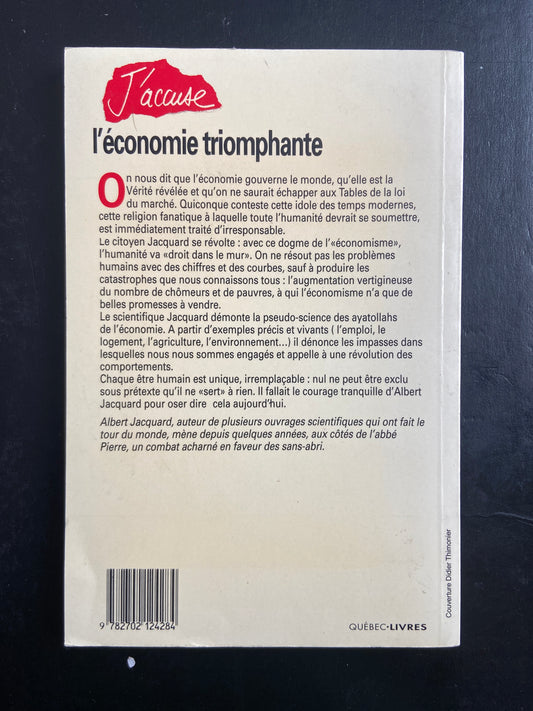 J'accuse
l'économie triomphante
On nous dit que l'économie gouverne le monde, qu'elle est la
Vérité révélée et qu'on ne saurait échapper aux Tables de la loi
du marché. Quiconque conteste cette idole des temps modernes,
cette religion fanatique à laquelle toute l'humanité devrait se soumettre,
est immédiatement traité d'irresponsable.
Le citoyen Jacquard se révolte : avec ce dogme de l'«économisme»,
l'humanité va «droit dans le mur». On ne résout pas les problèmes
humains avec des chiffres et des courbes, sauf à produire les
catastrophes que nous connaissons tous : l'augmentation vertigineuse
du nombre de chômeurs et de pauvres, à qui l'économisme n'a que de
belles promesses à vendre.
Le scientifique Jacquard démonte la pseudo-science des ayatollahs
de l'économie. A partir d'exemples précis et vivants ( l'emploi, le
logement, l'agriculture, l'environnement...) il dénonce les impasses dans
lesquelles nous nous sommes engagés et appelle à une révolution des
comportements.
Chaque être humain est unique, irremplaçable : nul ne peut être exclu
sous prétexte qu'il ne «sert» à rien. Il fallait le courage tranquille d'Albert
Jacquard pour oser dire cela aujourd'hui.
Albert Jacquard, auteur de plusieurs ouvrages scientifiques qui ont fait le
tour du monde, mène depuis quelques années, aux côtés de l'abbé
Pierre, un combat acharné en faveur des sans-abri.
Couverture Didier Thimonier
9 782702 124284
QUÉBEC·LIVRES